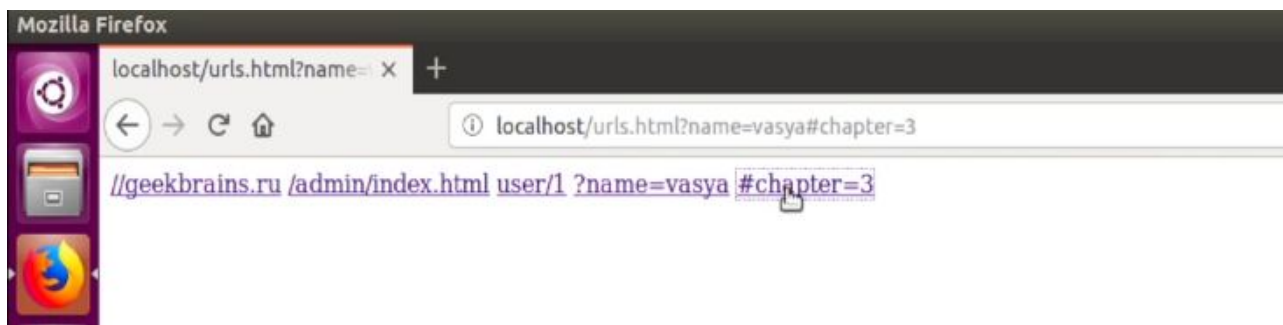 Mozilla Firefox
localhost/urls.html?name=
localhost/urls.html?name=vasya#chapter=3
//geekbrains.ru /admin/index.html user/1 ?name=vasya #chapter=3